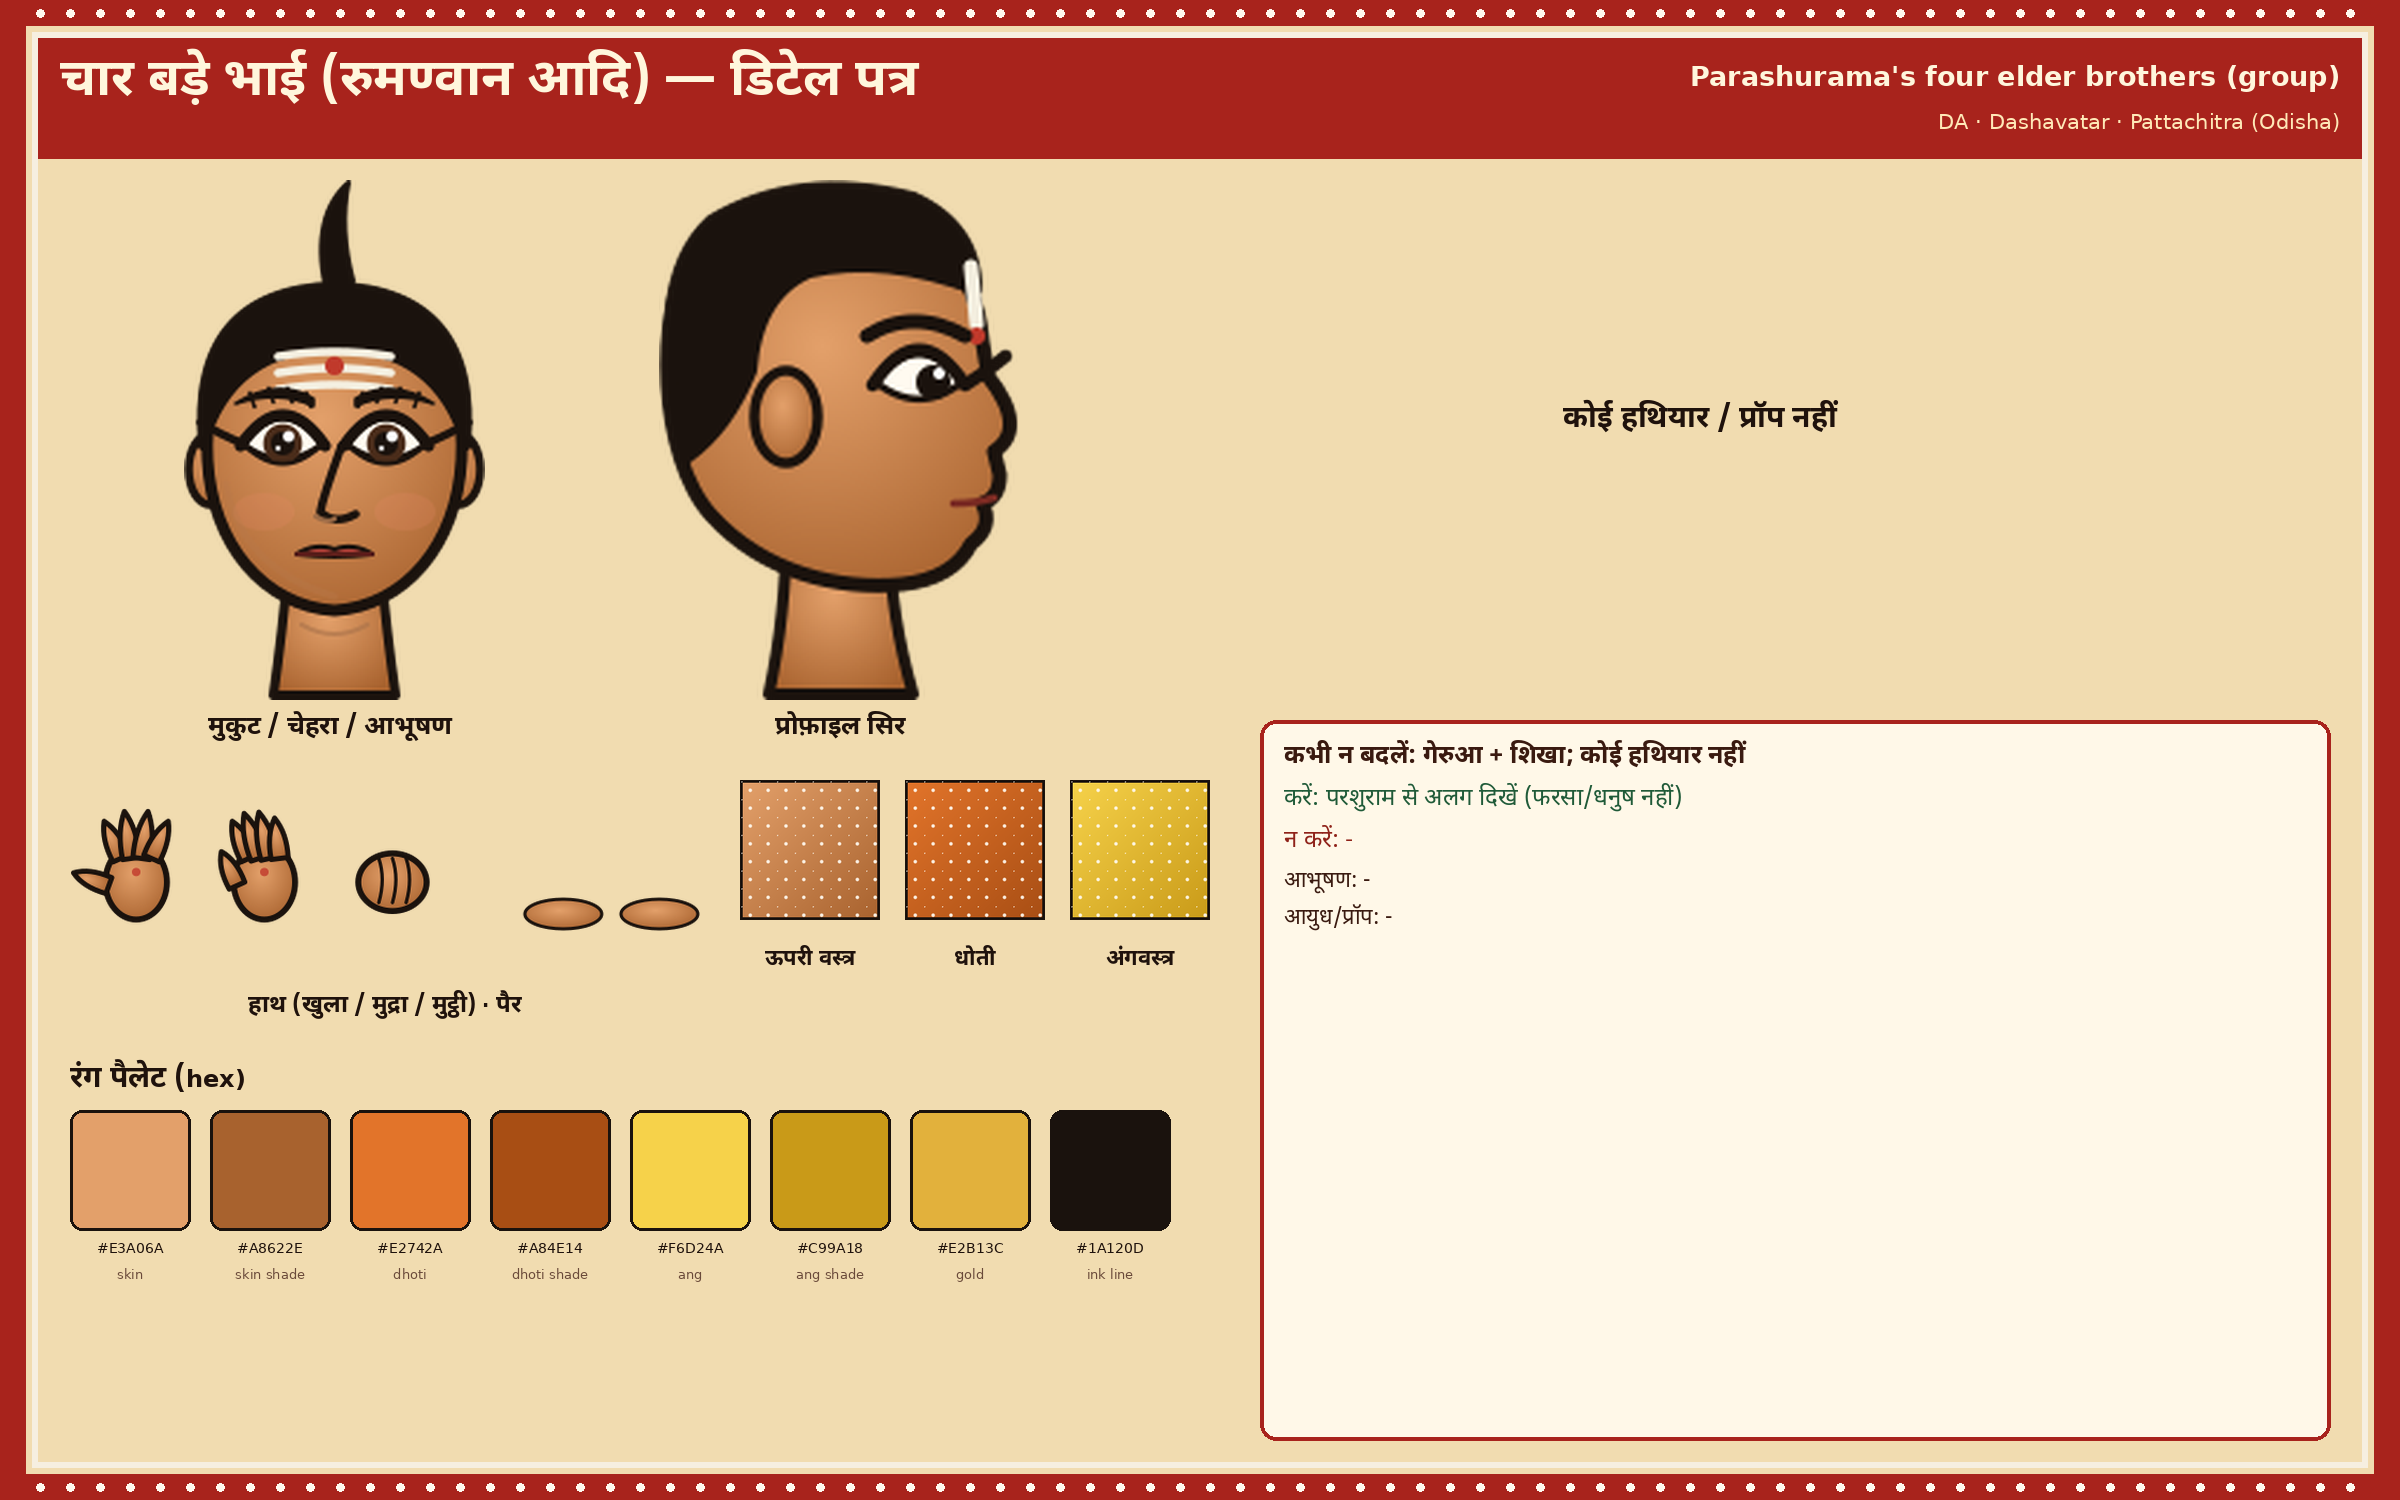 चार बड़े भाई (रुमण्वान आदि) — डिटेल पत्र
Parashurama's four elder brothers (group)
DA · Dashavatar · Pattachitra (Odisha)
कोई हथियार / प्रॉप नहीं
मुकुट / चेहरा / आभूषण
प्रोफ़ाइल सिर
कभी न बदलें: गेरुआ + शिखा; कोई हथियार नहीं
करें: परशुराम से अलग दिखें (फरसा/धनुष नहीं)
न करें: -
आभूषण: -
आयुध/प्रॉप: -
ऊपरी वस्त्र
धोती
अंगवस्त्र
हाथ (खुला / मुद्रा / मुट्ठी) · पैर
रंग पैलेट (hex)
#E3A06A #A8622E #E2742A #A84E14 #F6D24A #C99A18 #E2B13C #1A120D
skin skin shade dhoti dhoti shade ang ang shade gold ink line